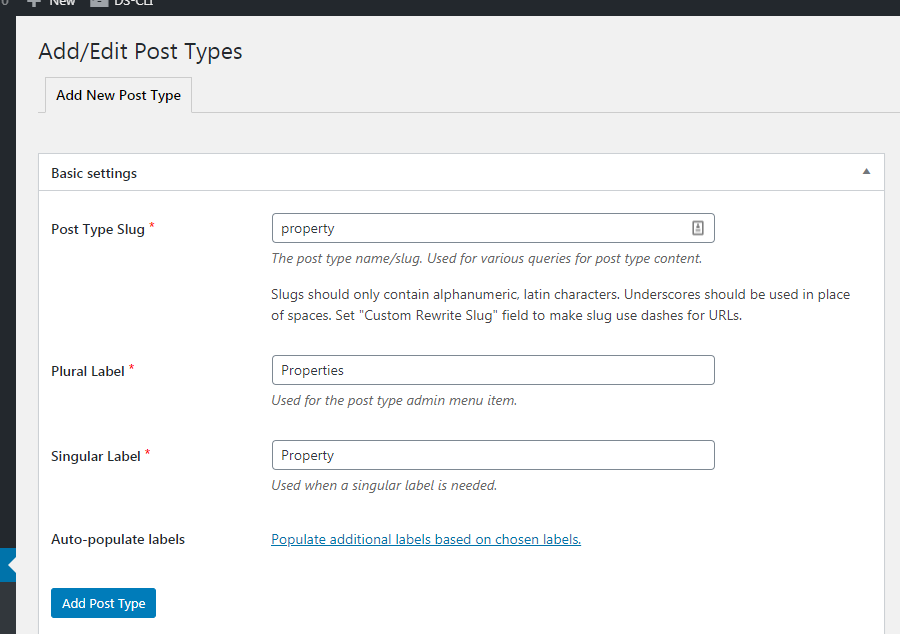 0 New DS-CLI
Add/Edit Post Types
Add New Post Type
Basic settings
Post Type Slug *
property
The post type name/slug. Used for various queries for post type content.
Slugs should only contain alphanumeric, latin characters. Underscores should be used in place
of spaces. Set "Custom Rewrite Slug" field to make slug use dashes for URLs.
Plural Label *
Properties
Used for the post type admin menu item.
Singular Label *
Property
Used when a singular label is needed.
Auto-populate labels
Populate additional labels based on chosen labels.
Add Post Type